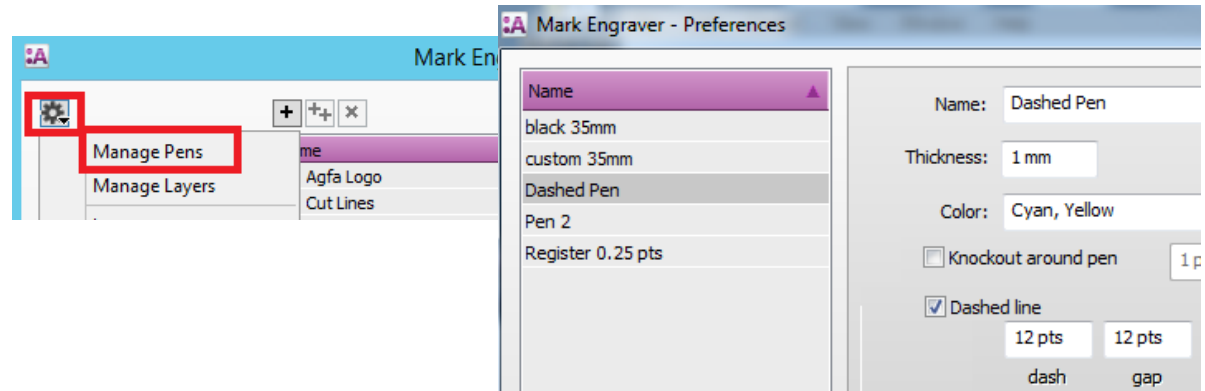 :A Mark En
Manage Pens
Manage Layers
me
Agfa Logo
Cut Lines
:A Mark Engraver - Preferences
Name
black 35mm
custom 35mm
Dashed Pen
Pen 2
Register 0.25 pts
Name: Dashed Pen
Thickness: 1 mm
Color: Cyan, Yellow
Knockout around pen 1 p
Dashed line
12 pts 12 pts
dash gap